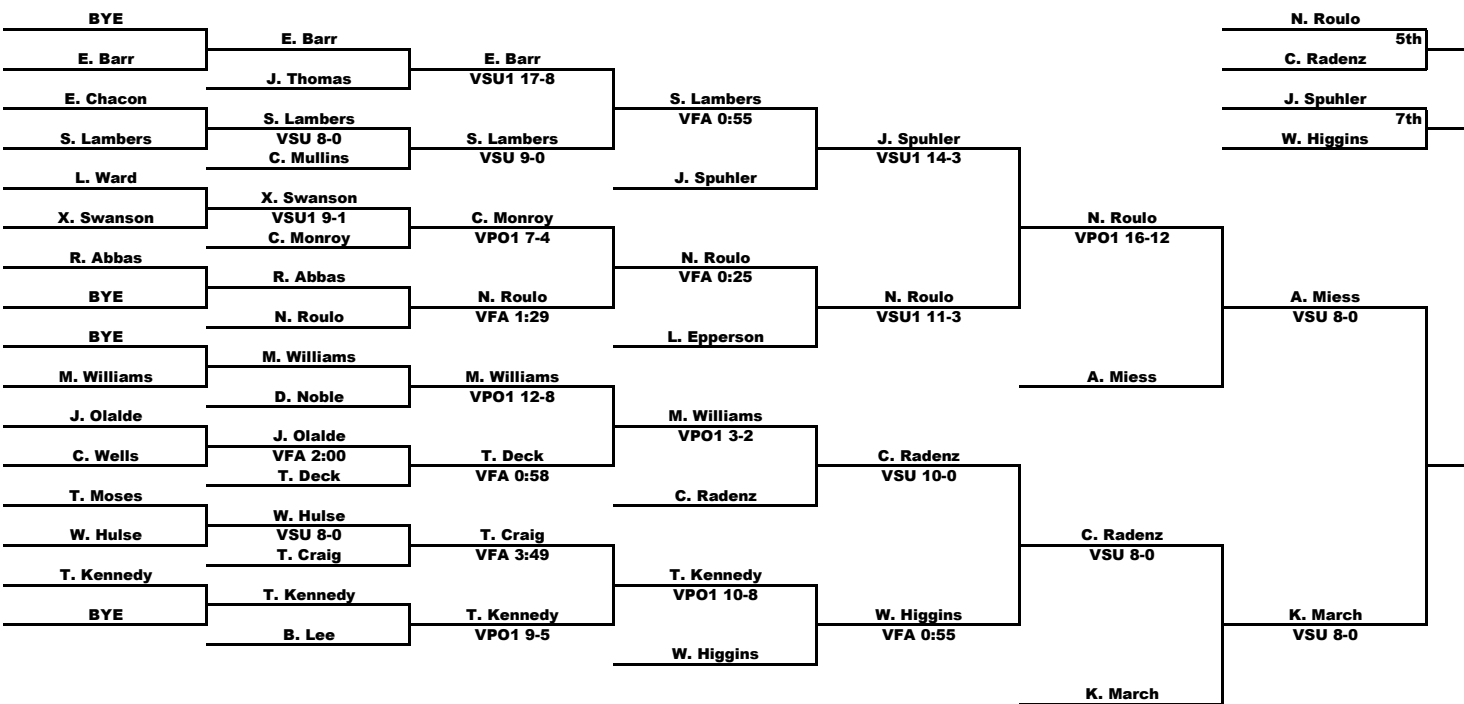 BYE
E. Barr
E. Chacon
S. Lambers
L. Ward
X. Swanson
R. Abbas
BYE
BYE
M. Williams
J. Olalde
C. Wells
T. Moses
W. Hulse
T. Kennedy
BYE
E. Barr
J. Thomas
S. Lambers
VSU 8-0
C. Mullins
X. Swanson
VSU1 9-1
C. Monroy
R. Abbas
N. Roulo
M. Williams
D. Noble
J. Olalde
VFA 2:00
T. Deck
W. Hulse
VSU 8-0
T. Craig
T. Kennedy
B. Lee
E. Barr
VSU1 17-8
S. Lambers
VSU 9-0
C. Monroy
VPO1 7-4
N. Roulo
VFA 1:29
M. Williams
VPO1 12-8
T. Deck
VFA 0:58
T. Craig
VFA 3:49
T. Kennedy
VPO1 9-5
S. Lambers
VFA 0:55
J. Spuhler
N. Roulo
VFA 0:25
L. Epperson
M. Williams
VPO1 3-2
C. Radenz
T. Kennedy
VPO1 10-8
W. Higgins
J. Spuhler
VSU1 14-3
N. Roulo
VSU1 11-3
C. Radenz
VSU 10-0
W. Higgins
VFA 0:55
N. Roulo
VPO1 16-12
A. Miess
C. Radenz
VSU 8-0
K. March
A. Miess
VSU 8-0
K. March
VSU 8-0
N. Roulo
5th
C. Radenz
J. Spuhler
7th
W. Higgins